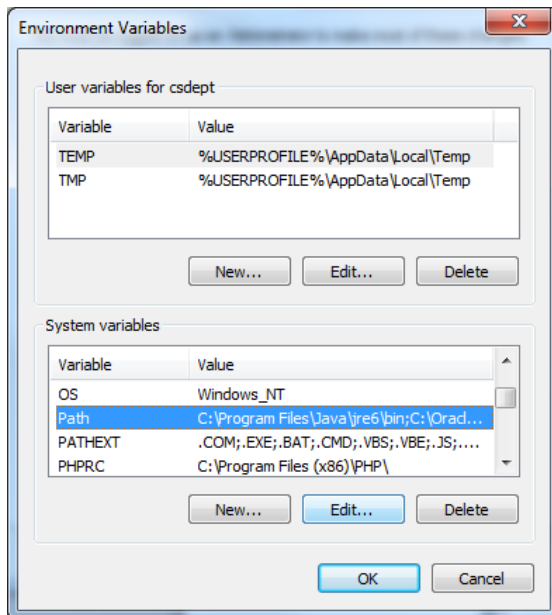 Environment Variables
User variables for csdept
Variable Value
TEMP %USERPROFILE%\AppData\Local\Temp
TMP %USERPROFILE%\AppData\Local\Temp
New... Edit... Delete
System variables
Variable Value
OS Windows_NT
Path C:\Program Files\Java\jre6\bin;C:\Oracl...
PATHEXT .COM;.EXE;.BAT;.CMD;.VBS;.VBE;.JS;....
PHPRC C:\Program Files (x86)\PHP\
New... Edit... Delete
OK Cancel